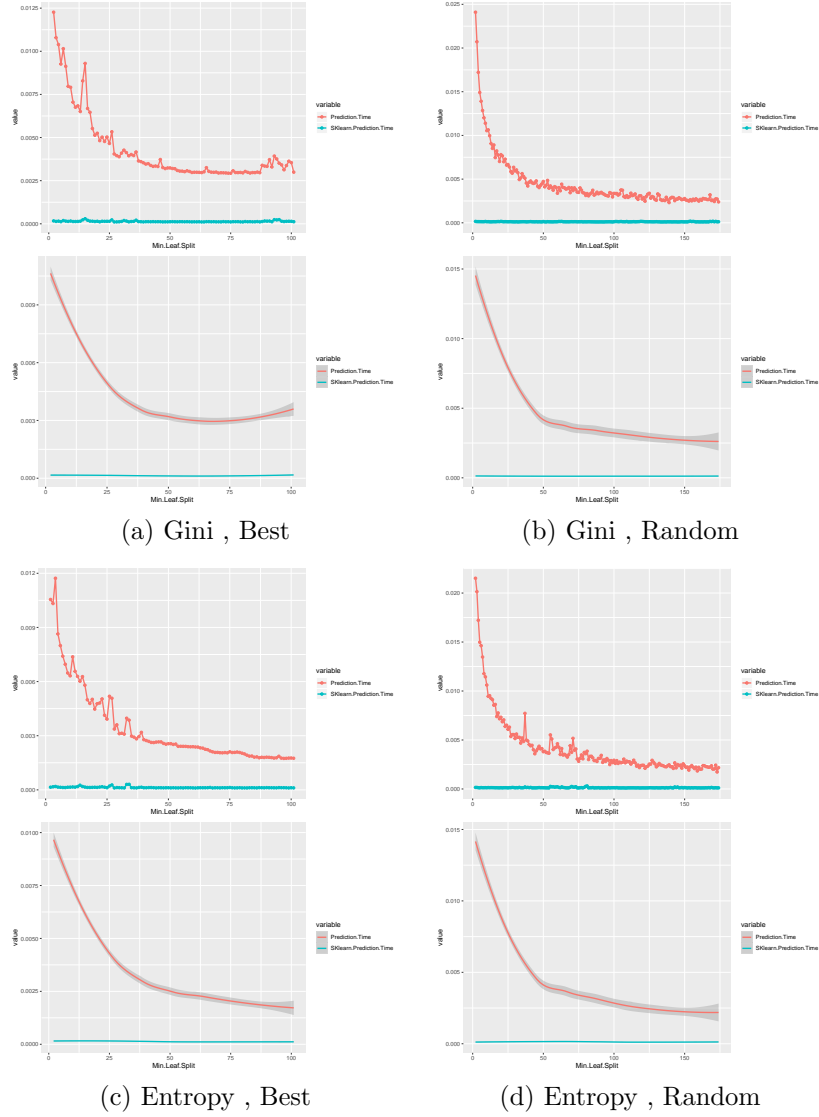 0.0125
0.0100
0.0075
0.0050
0.0025
0.0000
value
25
50
75
100
Min.Leaf.Split
variable
Prediction.Time
SKlearn.Prediction.Time
0.009
0.006
0.003
0.000
value
0
25
50
75
100
Min.Leaf.Split
variable
Prediction.Time
SKlearn.Prediction.Time
(a) Gini , Best
0.025
0.020
0.015
0.010
0.005
0.000
value
0
50
100
150
Min.Leaf.Split
variable
Prediction.Time
SKlearn.Prediction.Time
0.015
0.010
0.005
0.000
value
0
50
100
150
Min.Leaf.Split
variable
Prediction.Time
SKlearn.Prediction.Time
(b) Gini , Random
0.012
0.009
0.006
0.003
0.000
value
0
25
50
75
100
Min.Leaf.Split
variable
Prediction.Time
SKlearn.Prediction.Time
0.0100
0.0075
0.0050
0.0025
0.0000
value
0
25
50
75
100
Min.Leaf.Split
variable
Prediction.Time
SKlearn.Prediction.Time
(c) Entropy , Best
0.020
0.015
0.010
0.005
0.000
value
0
50
100
150
Min.Leaf.Split
variable
Prediction.Time
SKlearn.Prediction.Time
0.015
0.010
0.005
0.000
value
0
50
100
150
Min.Leaf.Split
variable
Prediction.Time
SKlearn.Prediction.Time
(d) Entropy , Random